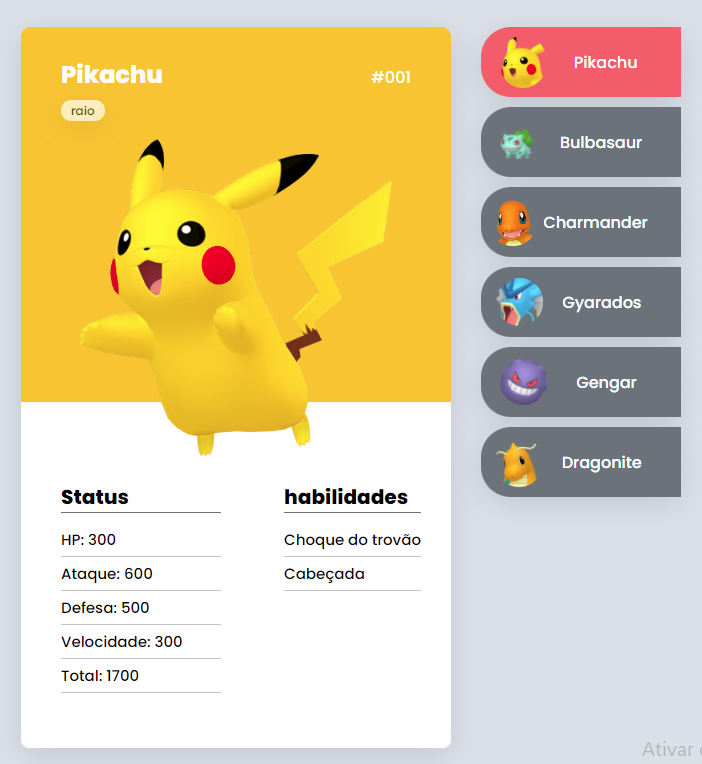 Pikachu
#001
raio
Status
HP: 300
Ataque: 600
Defesa: 500
Velocidade: 300
Total: 1700
habilidades
Choque do trovão
Cabeçada
Pikachu
Bulbasaur
Charmander
Gyarados
Gengar
Dragonite
Ativar